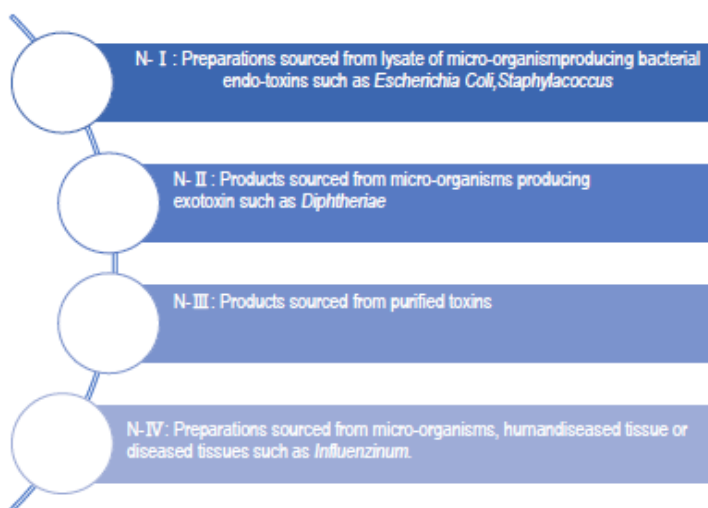 N- Ⅰ : Preparations sourced from lysate of micro-organismproducing bacterial
endo-toxins such as Escherichia Coli,Staphylacoccus
N- Ⅱ : Products sourced from micro-organisms producing
exotoxin such as Diphtheriae
N-Ⅲ : Products sourced from purified toxins
N-Ⅳ: Preparations sourced from micro-organisms, humandiseased tissue or
diseased tissues such as Influenzinum.